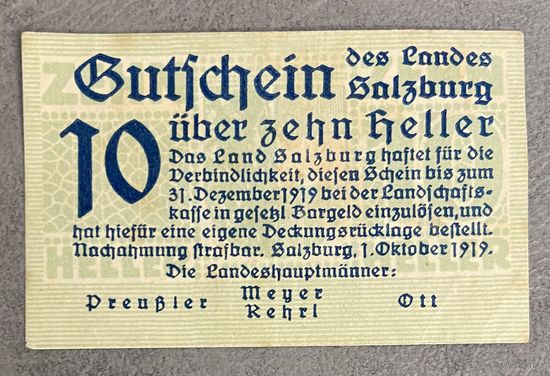 Gutschein des Landes Salzburg
10 über zehn Heller
Das Land Salzburg haftet für die
Verbindlichkeit, diesen Schein bis zum
31. Dezember 1919 bei der Landschafts-
kasse in gesetzl Bargeld einzulösen, und
hat hiefür eine eigene Deckungsrücklage bestellt.
Nachahmung strafbar. Salzburg, 1. Oktober 1919.
Die Landeshauptmänner:
Preußler Meyer Ott
Rehrl
HELLER HELLER